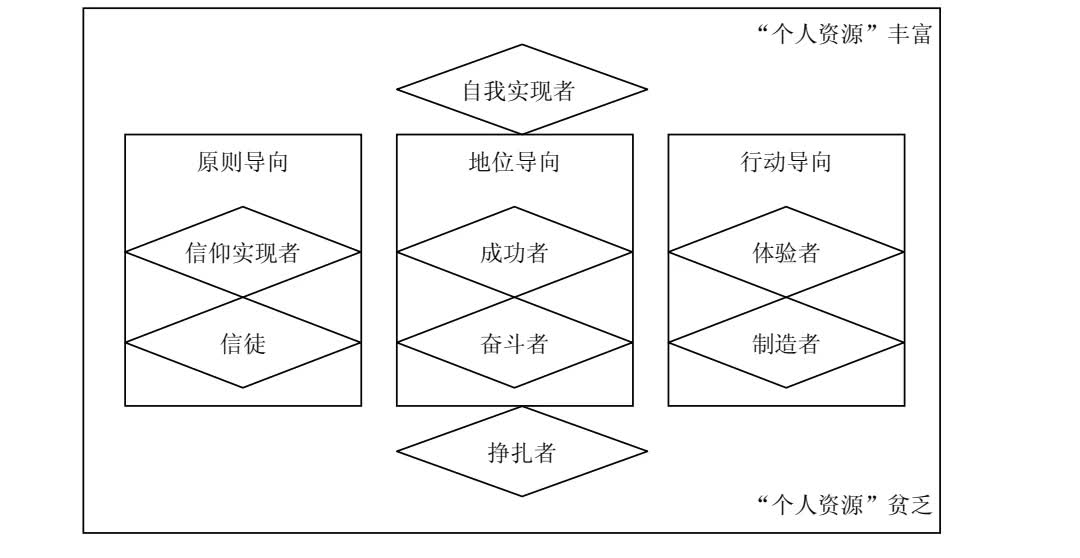 “个人资源”丰富
自我实现者
原则导向
地位导向
行动导向
信仰实现者
成功者
体验者
信徒
奋斗者
制造者
挣扎者
“个人资源”贫乏